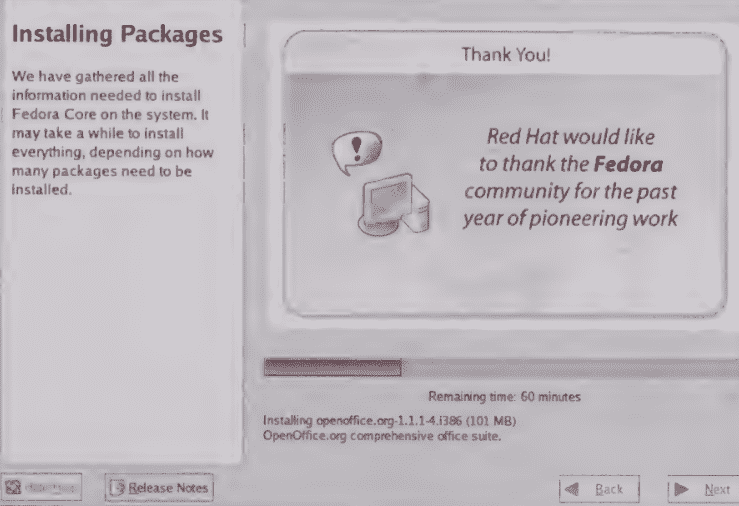 Installing Packages
We have gathered all the
information needed to install
Fedora Core on the system. It
may take a while to install
everything, depending on how
many packages need to be
installed.
Thank You!
Red Hat would like
to thank the Fedora
community for the past
year of pioneering work
Remaining time: 60 minutes
Installing openoffice.org-1.1.1-4.i386 (101 MB)
OpenOffice.org comprehensive office suite.
Release Notes
Back
Next